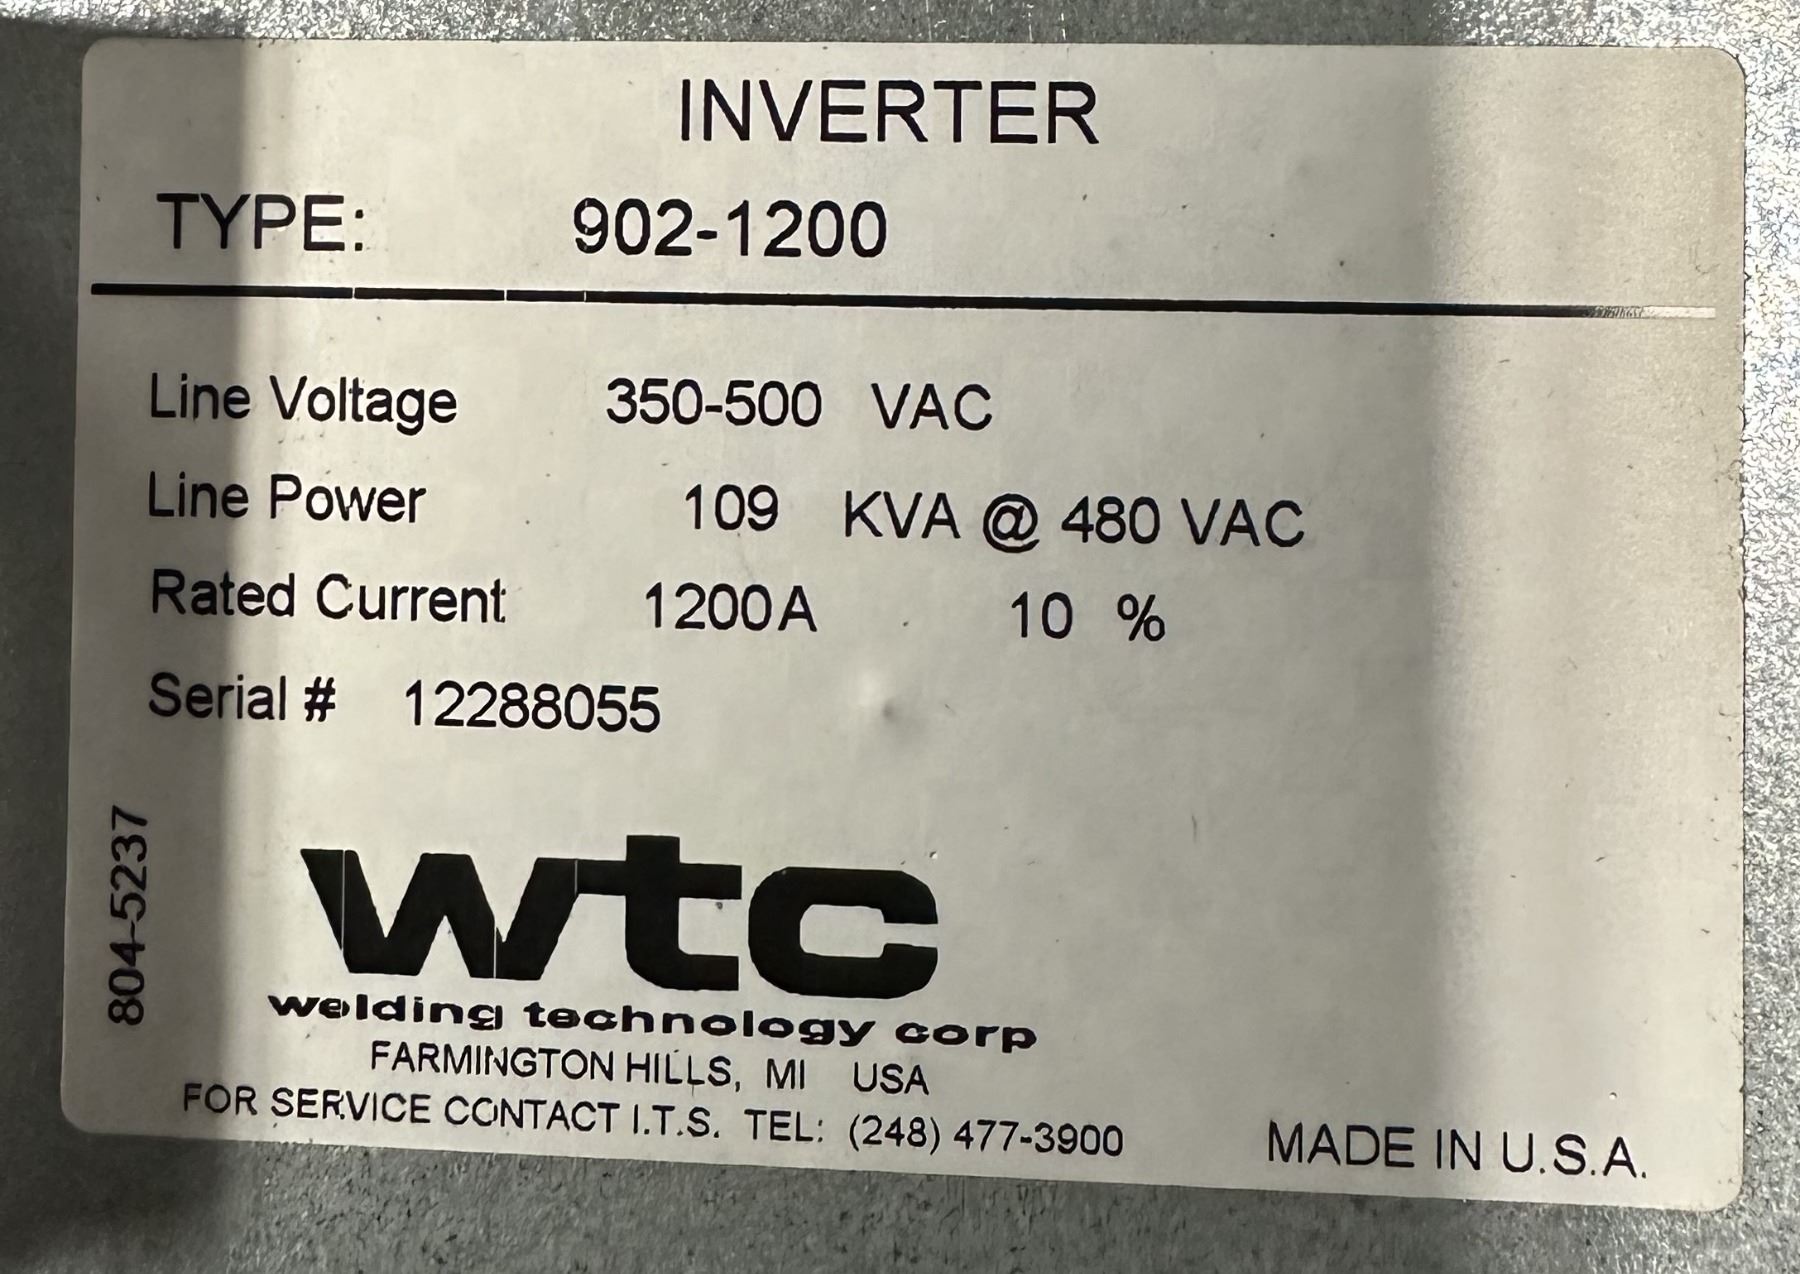 INVERTER
TYPE: 902-1200
Line Voltage 350-500 VAC
Line Power 109 KVA @ 480 VAC
Rated Current 1200A 10 %
Serial # 12288055
804-5237
wtc
welding technology corp
FARMINGTON HILLS, MI USA
FOR SERVICE CONTACT I.T.S. TEL: (248) 477-3900
MADE IN U.S.A.